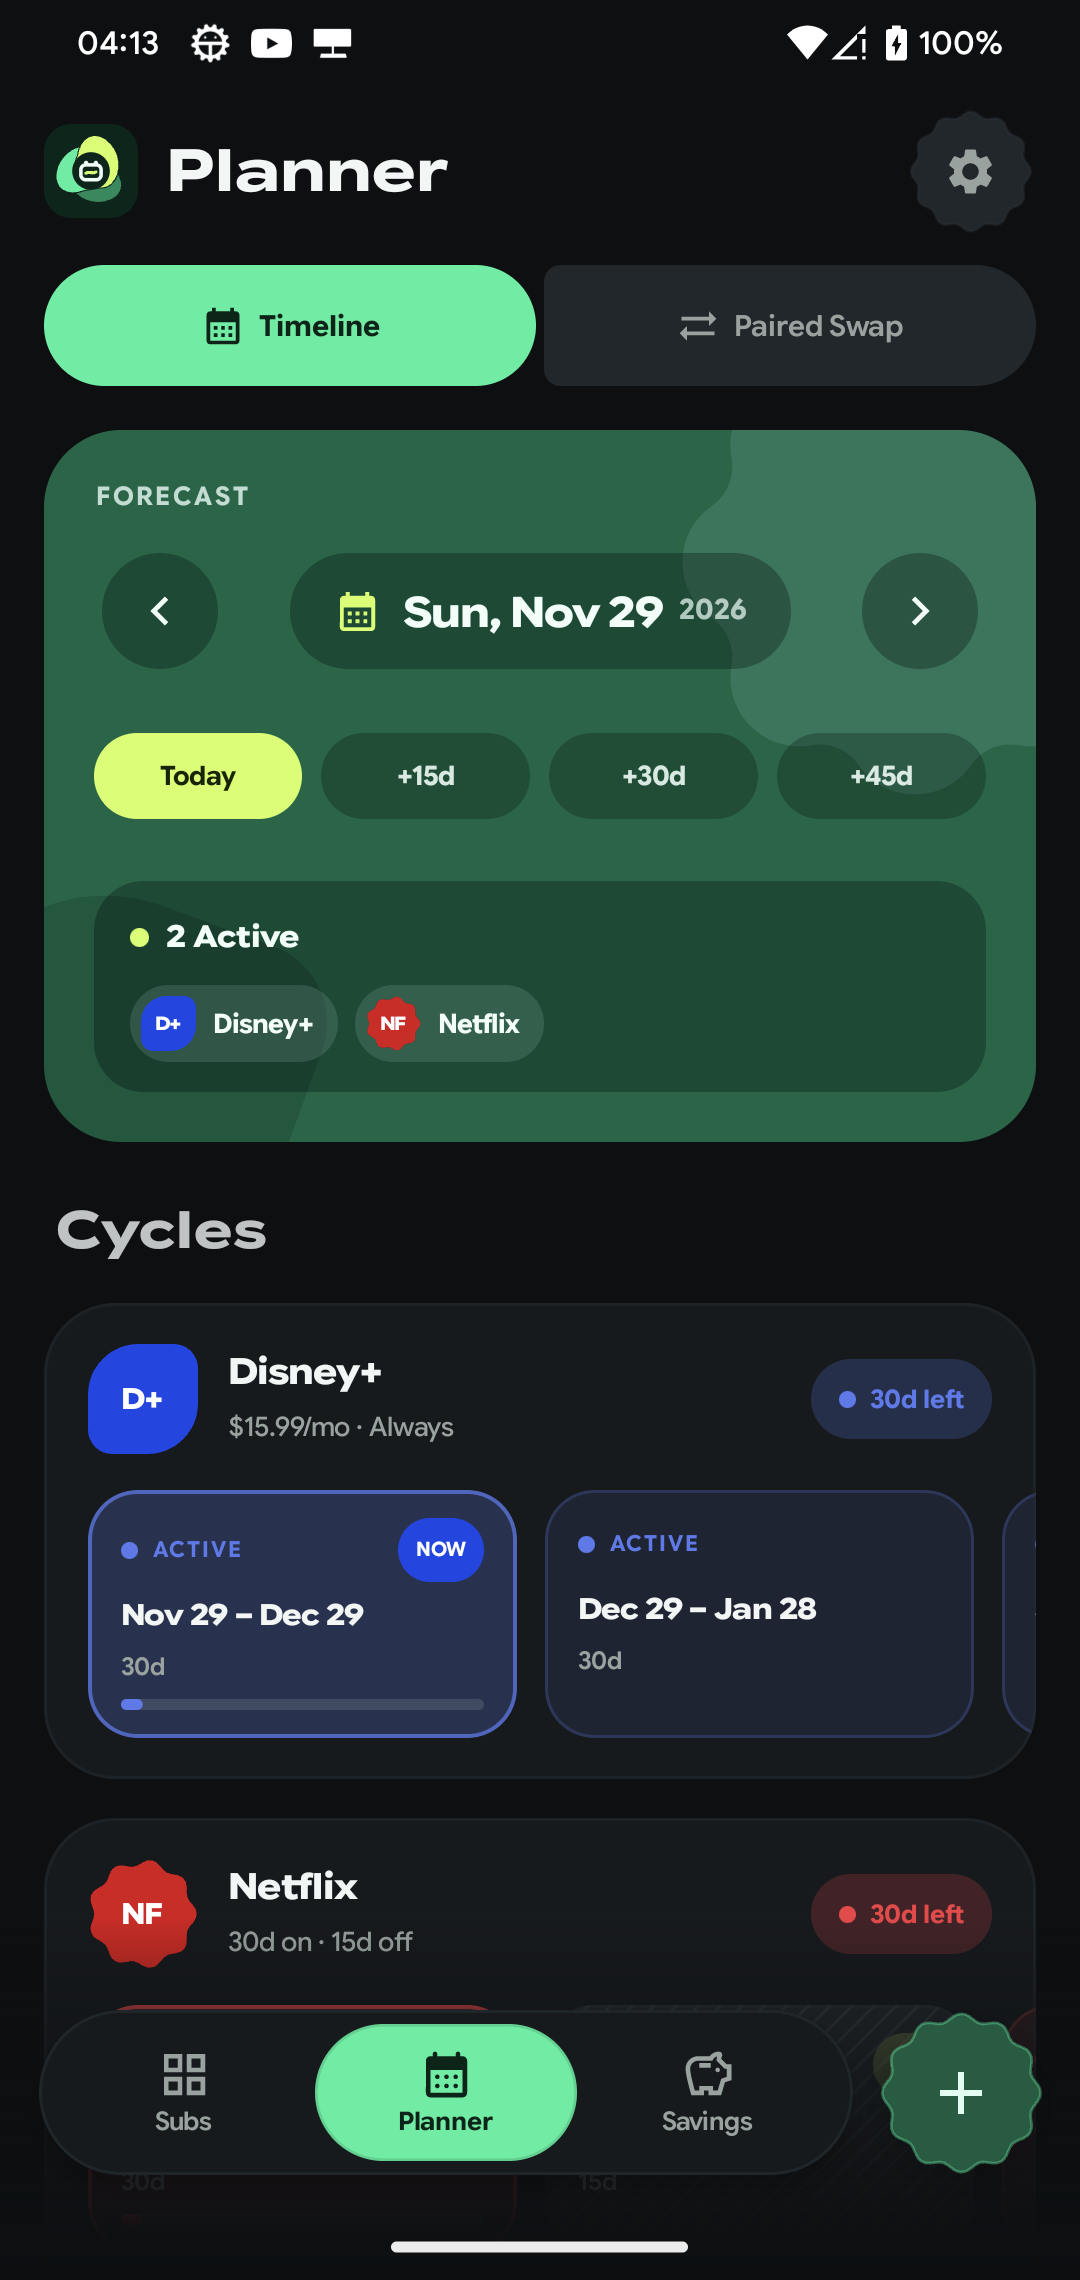 04:13
100%
Planner
Timeline
Paired Swap
FORECAST
Sun, Nov 29 2026
Today
+15d
+30d
+45d
2 Active
D+ Disney+
NF Netflix
Cycles
D+
Disney+
$15.99/mo · Always
30d left
ACTIVE
NOW
Nov 29 – Dec 29
30d
ACTIVE
Dec 29 – Jan 28
30d
NF
Netflix
30d on · 15d off
30d left
Subs
Planner
Savings
30d
15d